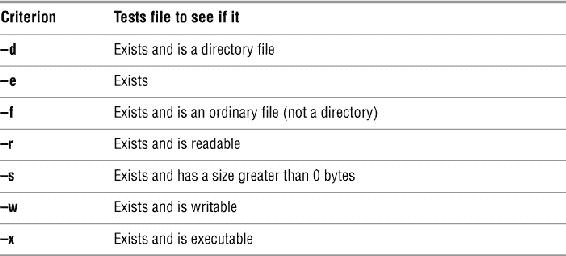 Criterion Tests file to see if it
–d Exists and is a directory file
–e Exists
–f Exists and is an ordinary file (not a directory)
–r Exists and is readable
–s Exists and has a size greater than 0 bytes
–w Exists and is writable
–x Exists and is executable